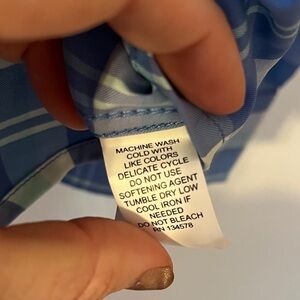 MACHINE WASH
COLD WITH
LIKE COLORS
DELICATE CYCLE
DO NOT USE
SOFTENING AGENT
TUMBLE DRY LOW
COOL IRON IF
NEEDED
DO NOT BLEACH
RN 134578